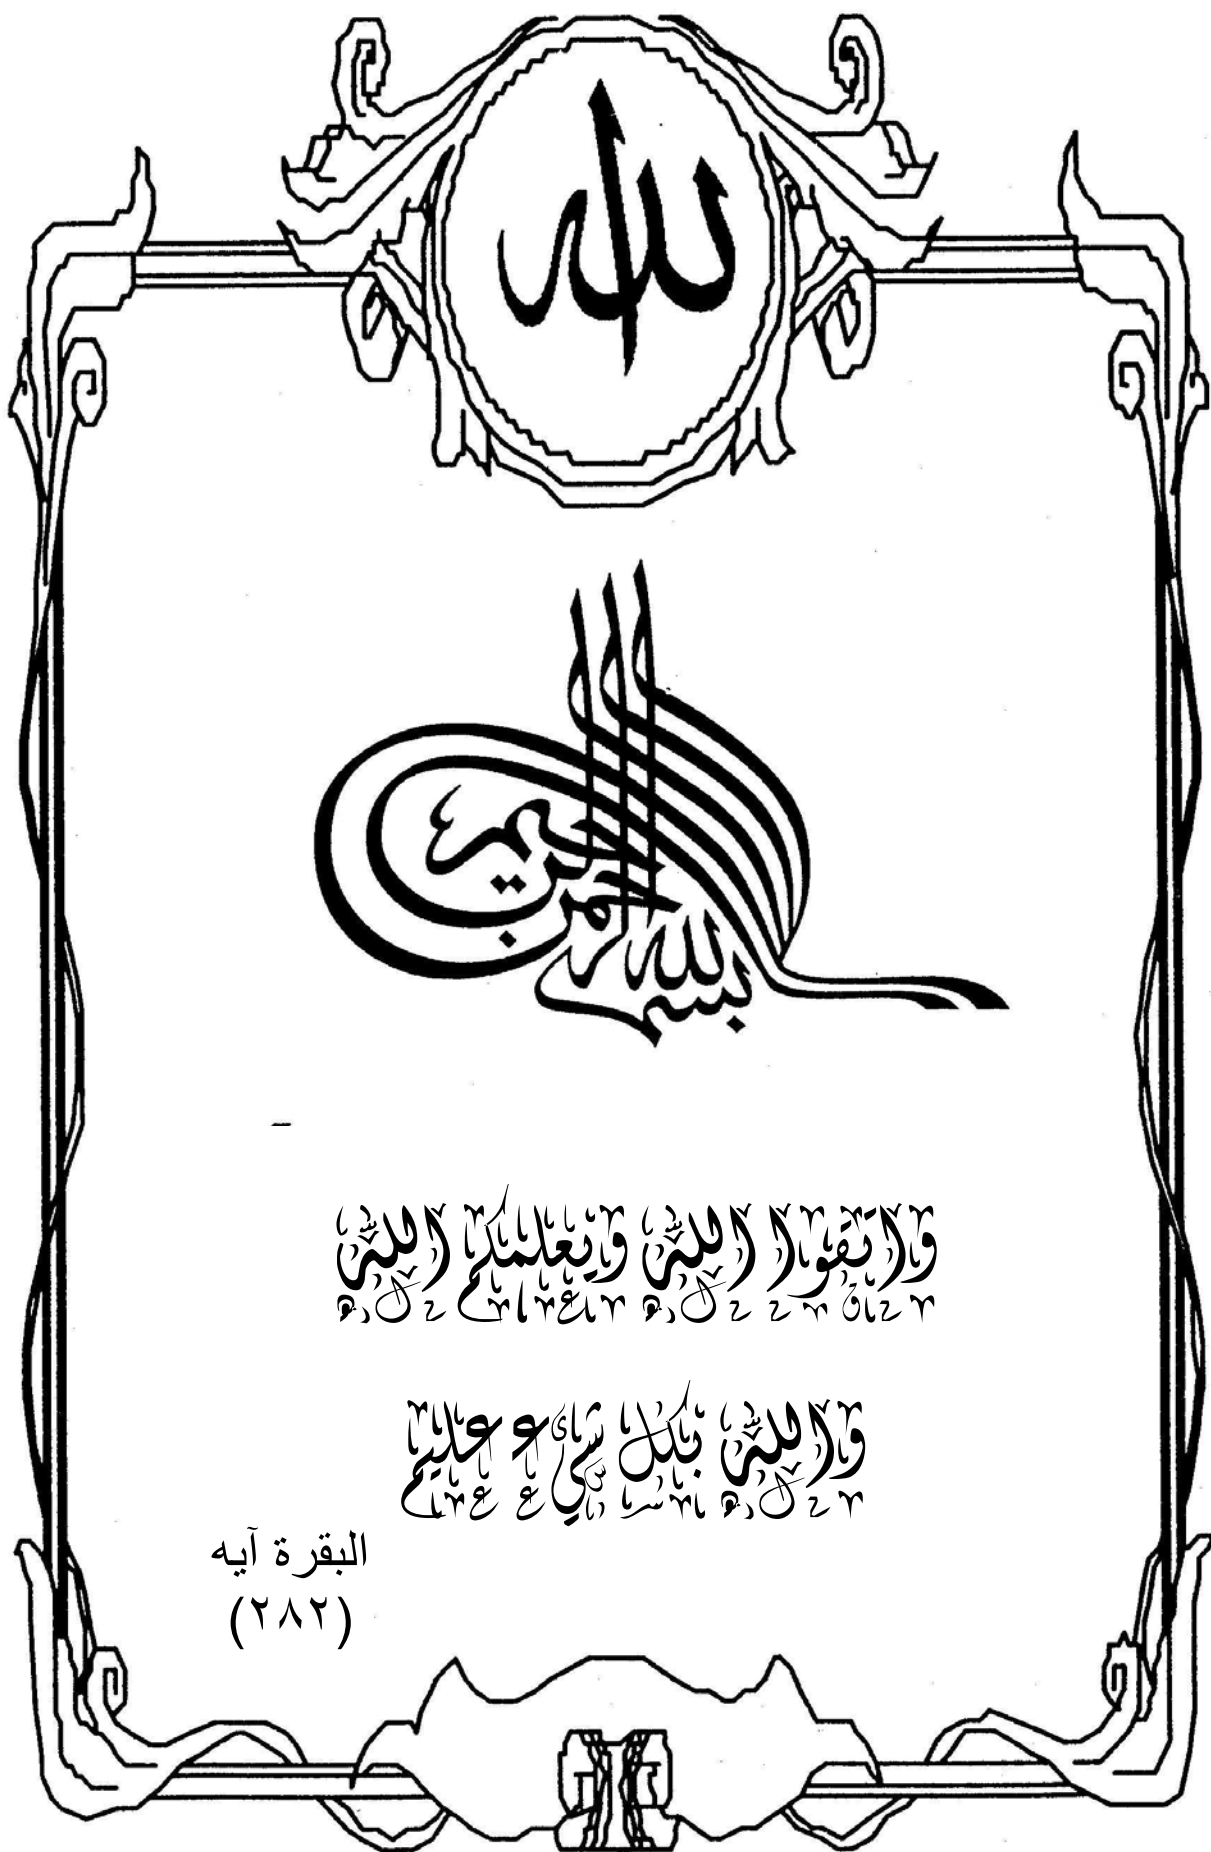 الله
بسم الله الرحمن الرحيم
واتقوا الله ويعلمكم الله
والله بكل شيء عليم
البقرة آيه
(٢٨٢)